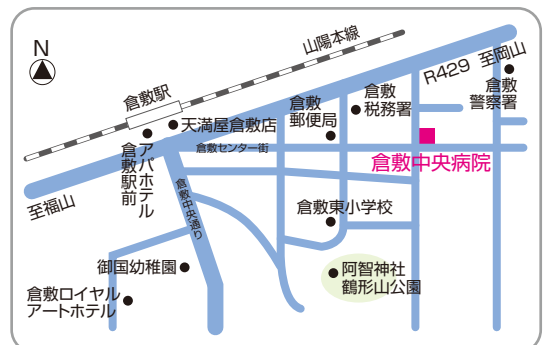 N
山陽本線
R429
至岡山
倉敷駅
倉敷
警察署
倉敷
税務署
倉敷
郵便局
天満屋倉敷店
アパホテル
倉敷駅前
倉敷センター街
倉敷中央病院
至福山
倉敷中央通り
倉敷東小学校
御国幼稚園
阿智神社
鶴形山公園
倉敷ロイヤル
アートホテル